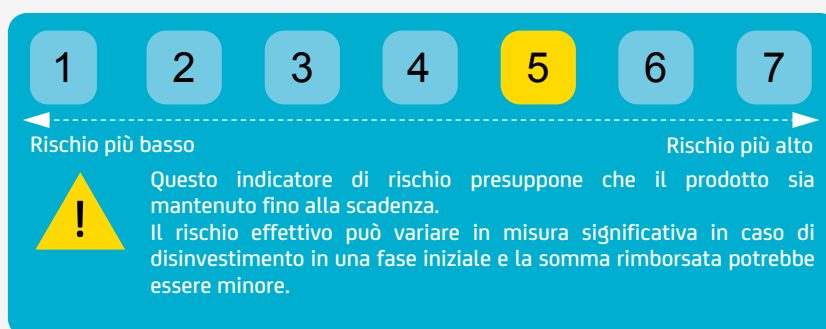 1 2 3 4 5 6 7
Rischio più basso Rischio più alto
!
Questo indicatore di rischio presuppone che il prodotto sia
mantenuto fino alla scadenza.
Il rischio effettivo può variare in misura significativa in caso di
disinvestimento in una fase iniziale e la somma rimborsata potrebbe
essere minore.